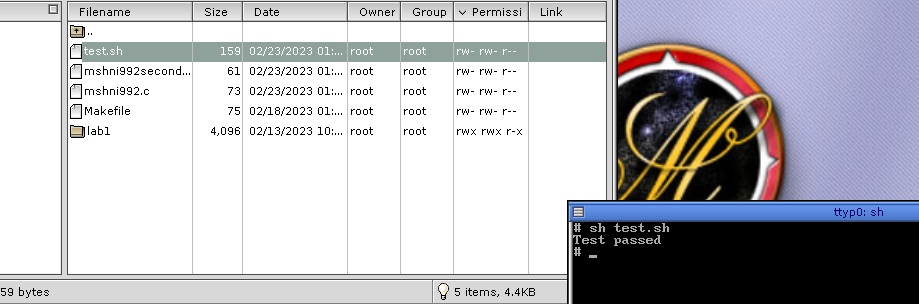 Filename Size Date Owner Group Permissi Link
..
test.sh 159 02/23/2023 01:... root root rw- rw- r--
mshni992second... 61 02/23/2023 01:... root root rw- rw- r--
mshni992.c 73 02/23/2023 01:... root root rw- rw- r--
Makefile 75 02/18/2023 01:... root root rw- rw- r--
lab1 4,096 02/13/2023 10:... root root rwx rwx r-x
ttyp0: sh
# sh test.sh
Test passed
# _
59 bytes
5 items, 4.4KB